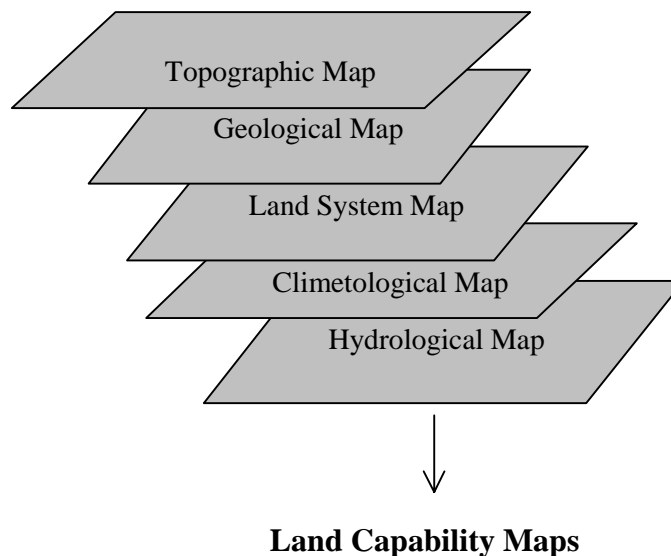 Topographic Map
Geological Map
Land System Map
Climetological Map
Hydrological Map
Land Capability Maps